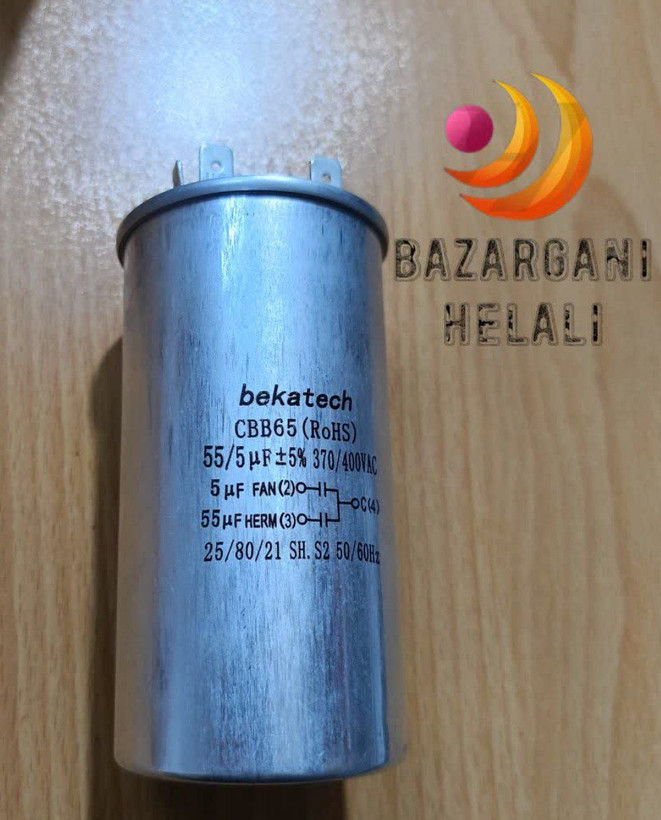 BAZARGANI
HELALI
bekatech
CBB65(RoHS)
55/5μF±5% 370/400VAC
5μF FAN(2)
C(4)
55μF HERM(3)
25/80/21 SH.S2 50/60Hz